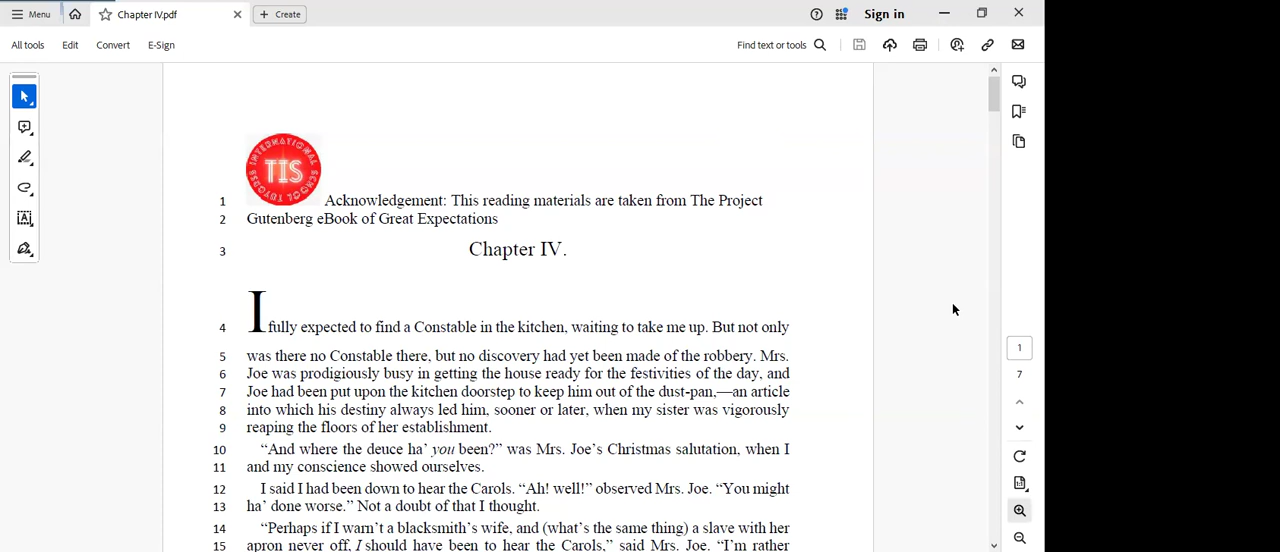 Menu
Chapter IV.pdf
Create
Sign in
All tools
Edit
Convert
E-Sign
Find text or tools
INTERNATIONAL SCHOOL TUTORS
TIS
1 Acknowledgement: This reading materials are taken from The Project
2 Gutenberg eBook of Great Expectations
3 Chapter IV.
4 I fully expected to find a Constable in the kitchen, waiting to take me up. But not only
5 was there no Constable there, but no discovery had yet been made of the robbery. Mrs.
6 Joe was prodigiously busy in getting the house ready for the festivities of the day, and
7 Joe had been put upon the kitchen doorstep to keep him out of the dust-pan,—an article
8 into which his destiny always led him, sooner or later, when my sister was vigorously
9 reaping the floors of her establishment.
10 “And where the deuce ha’ you been?” was Mrs. Joe’s Christmas salutation, when I
11 and my conscience showed ourselves.
12 I said I had been down to hear the Carols. “Ah! well!” observed Mrs. Joe. “You might
13 ha’ done worse.” Not a doubt of that I thought.
14 “Perhaps if I warn’t a blacksmith’s wife, and (what’s the same thing) a slave with her
15 apron never off, I should have been to hear the Carols,” said Mrs. Joe. “I’m rather
1
7